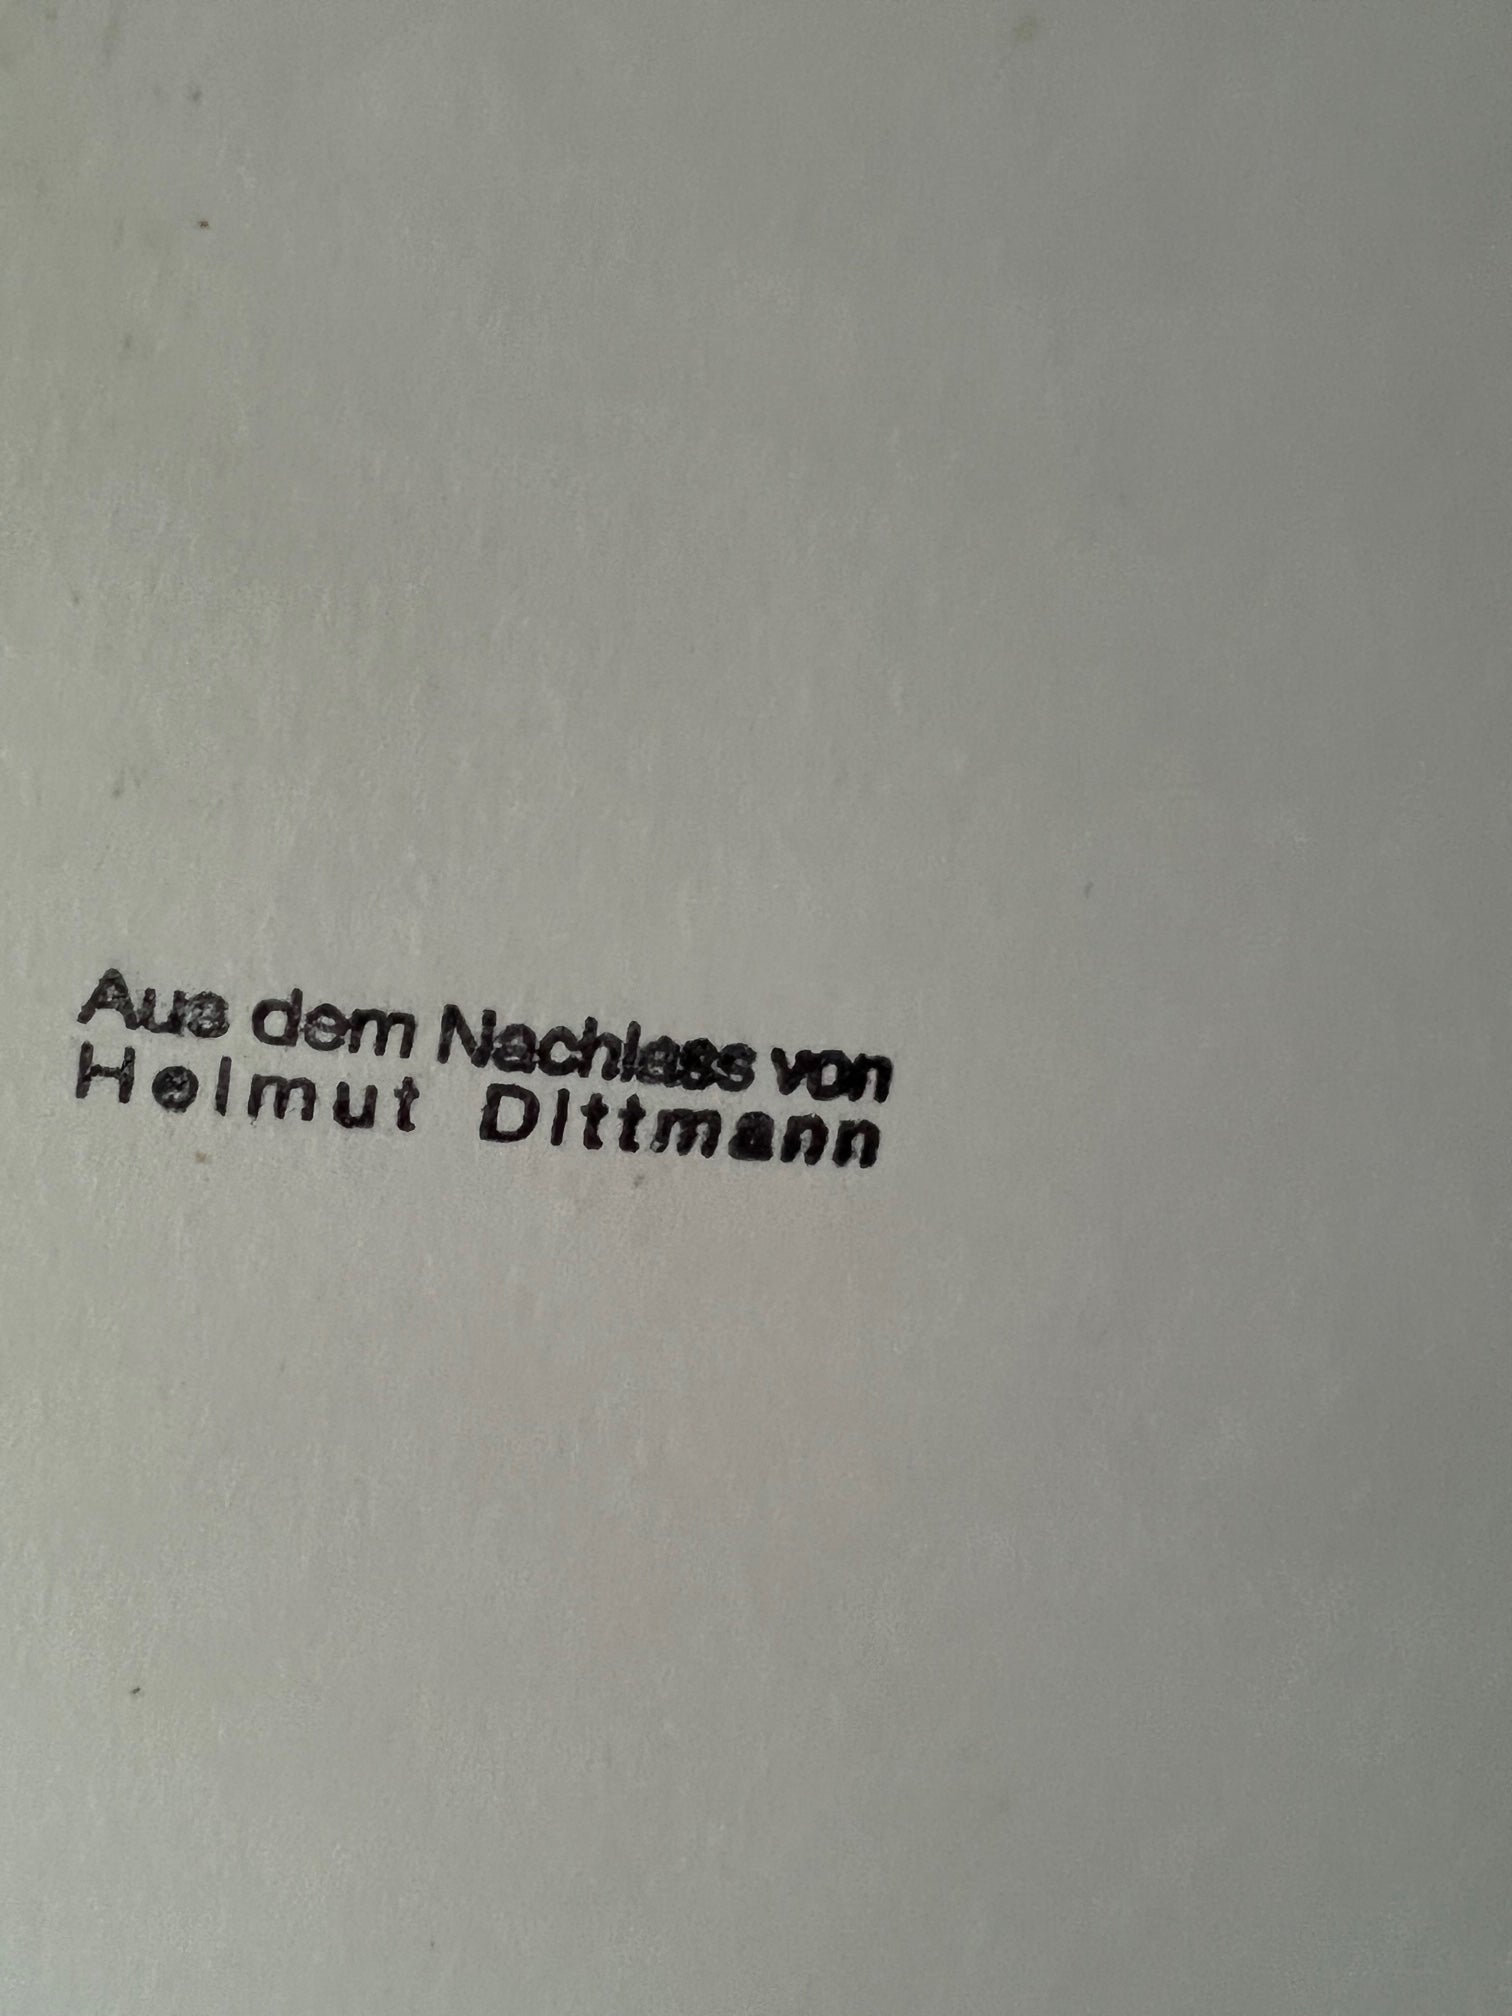 Aus dem Nachlass von
Helmut Dittmann